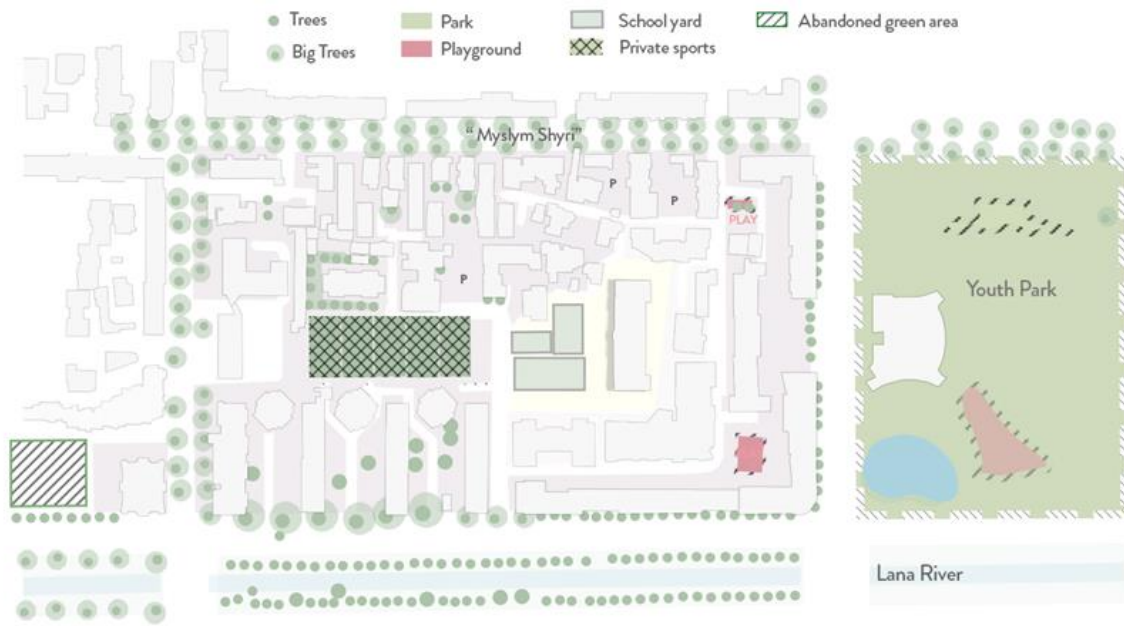 Trees
Park
School yard
Abandoned green area
Big Trees
Playground
Private sports
“ Myslym Shyri”
P
P
PLAY
P
Youth Park
Lana River